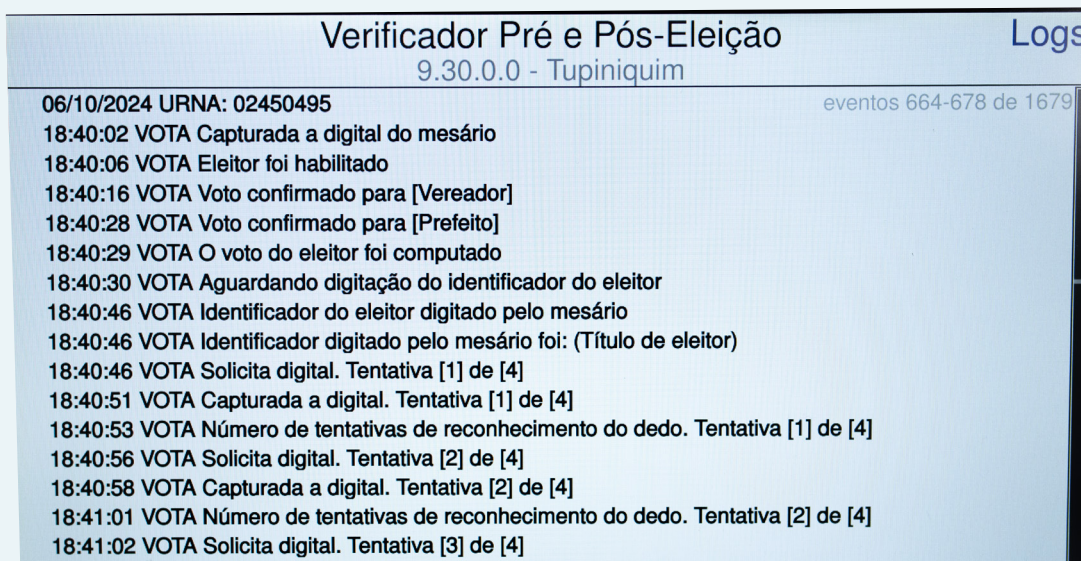 Verificador Pré e Pós-Eleição
Logs
9.30.0.0 - Tupiniquim
06/10/2024 URNA: 02450495
eventos 664-678 de 1679
18:40:02 VOTA Capturada a digital do mesário
18:40:06 VOTA Eleitor foi habilitado
18:40:16 VOTA Voto confirmado para [Vereador]
18:40:28 VOTA Voto confirmado para [Prefeito]
18:40:29 VOTA O voto do eleitor foi computado
18:40:30 VOTA Aguardando digitação do identificador do eleitor
18:40:46 VOTA Identificador do eleitor digitado pelo mesário
18:40:46 VOTA Identificador digitado pelo mesário foi: (Título de eleitor)
18:40:46 VOTA Solicita digital. Tentativa [1] de [4]
18:40:51 VOTA Capturada a digital. Tentativa [1] de [4]
18:40:53 VOTA Número de tentativas de reconhecimento do dedo. Tentativa [1] de [4]
18:40:56 VOTA Solicita digital. Tentativa [2] de [4]
18:40:58 VOTA Capturada a digital. Tentativa [2] de [4]
18:41:01 VOTA Número de tentativas de reconhecimento do dedo. Tentativa [2] de [4]
18:41:02 VOTA Solicita digital. Tentativa [3] de [4]